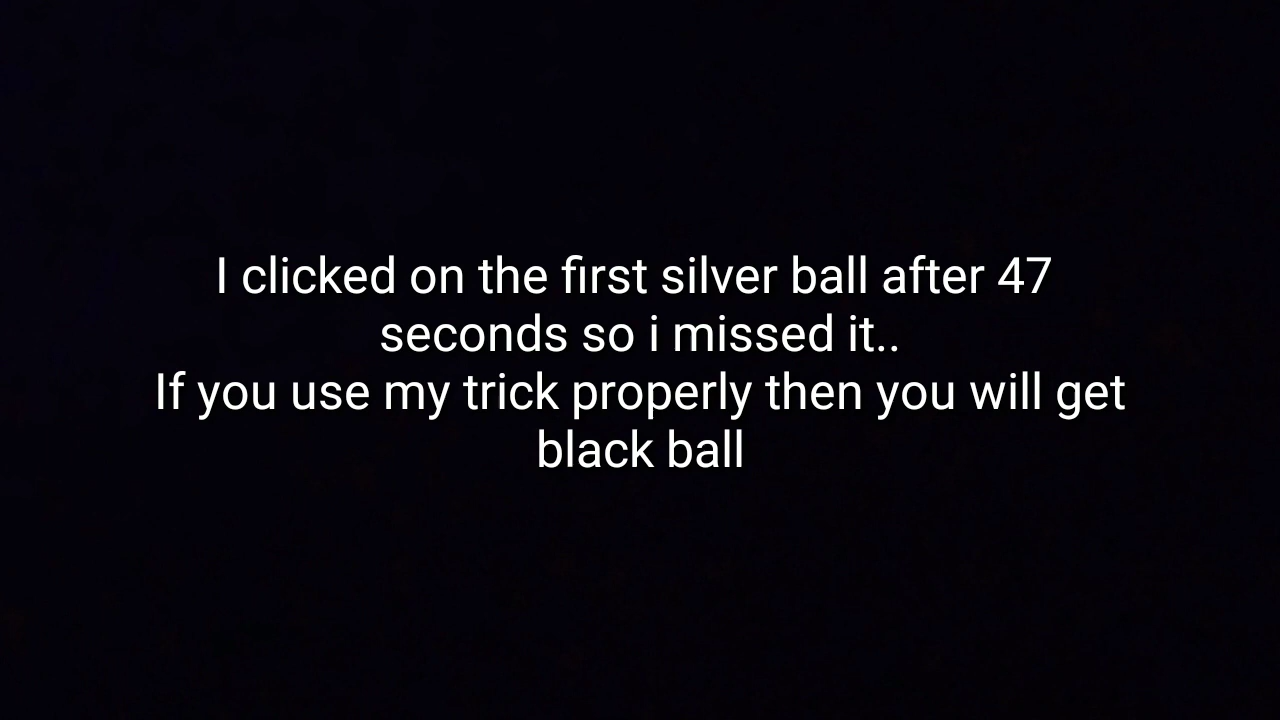 I clicked on the first silver ball after 47
seconds so i missed it..
If you use my trick properly then you will get
black ball